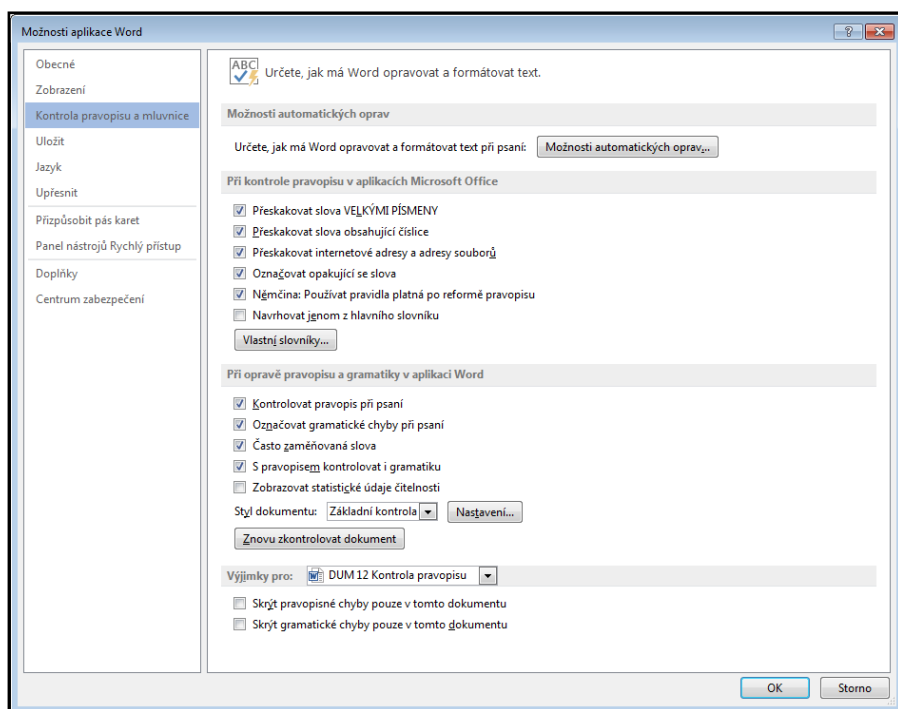 Možnosti aplikace Word
Obecné
Zobrazení
Kontrola pravopisu a mluvnice
Uložit
Jazyk
Upřesnit
Přizpůsobit pás karet
Panel nástrojů Rychlý přístup
Doplňky
Centrum zabezpečení
ABC
Určete, jak má Word opravovat a formátovat text.
Možnosti automatických oprav
Určete, jak má Word opravovat a formátovat text při psaní: Možnosti automatických oprav...
Při kontrole pravopisu v aplikacích Microsoft Office
Přeskakovat slova VELKÝMI PÍSMENY
Přeskakovat slova obsahující číslice
Přeskakovat internetové adresy a adresy souborů
Označovat opakující se slova
Němčina: Používat pravidla platná po reformě pravopisu
Navrhovat jenom z hlavního slovníku
Vlastní slovníky...
Při opravě pravopisu a gramatiky v aplikaci Word
Kontrolovat pravopis při psaní
Označovat gramatické chyby při psaní
Často zaměňovaná slova
S pravopisem kontrolovat i gramatiku
Zobrazovat statistické údaje čitelnosti
Styl dokumentu: Základní kontrola Nastavení...
Znovu zkontrolovat dokument
Výjimky pro: DUM 12 Kontrola pravopisu
Skrýt pravopisné chyby pouze v tomto dokumentu
Skrýt gramatické chyby pouze v tomto dokumentu
OK Storno